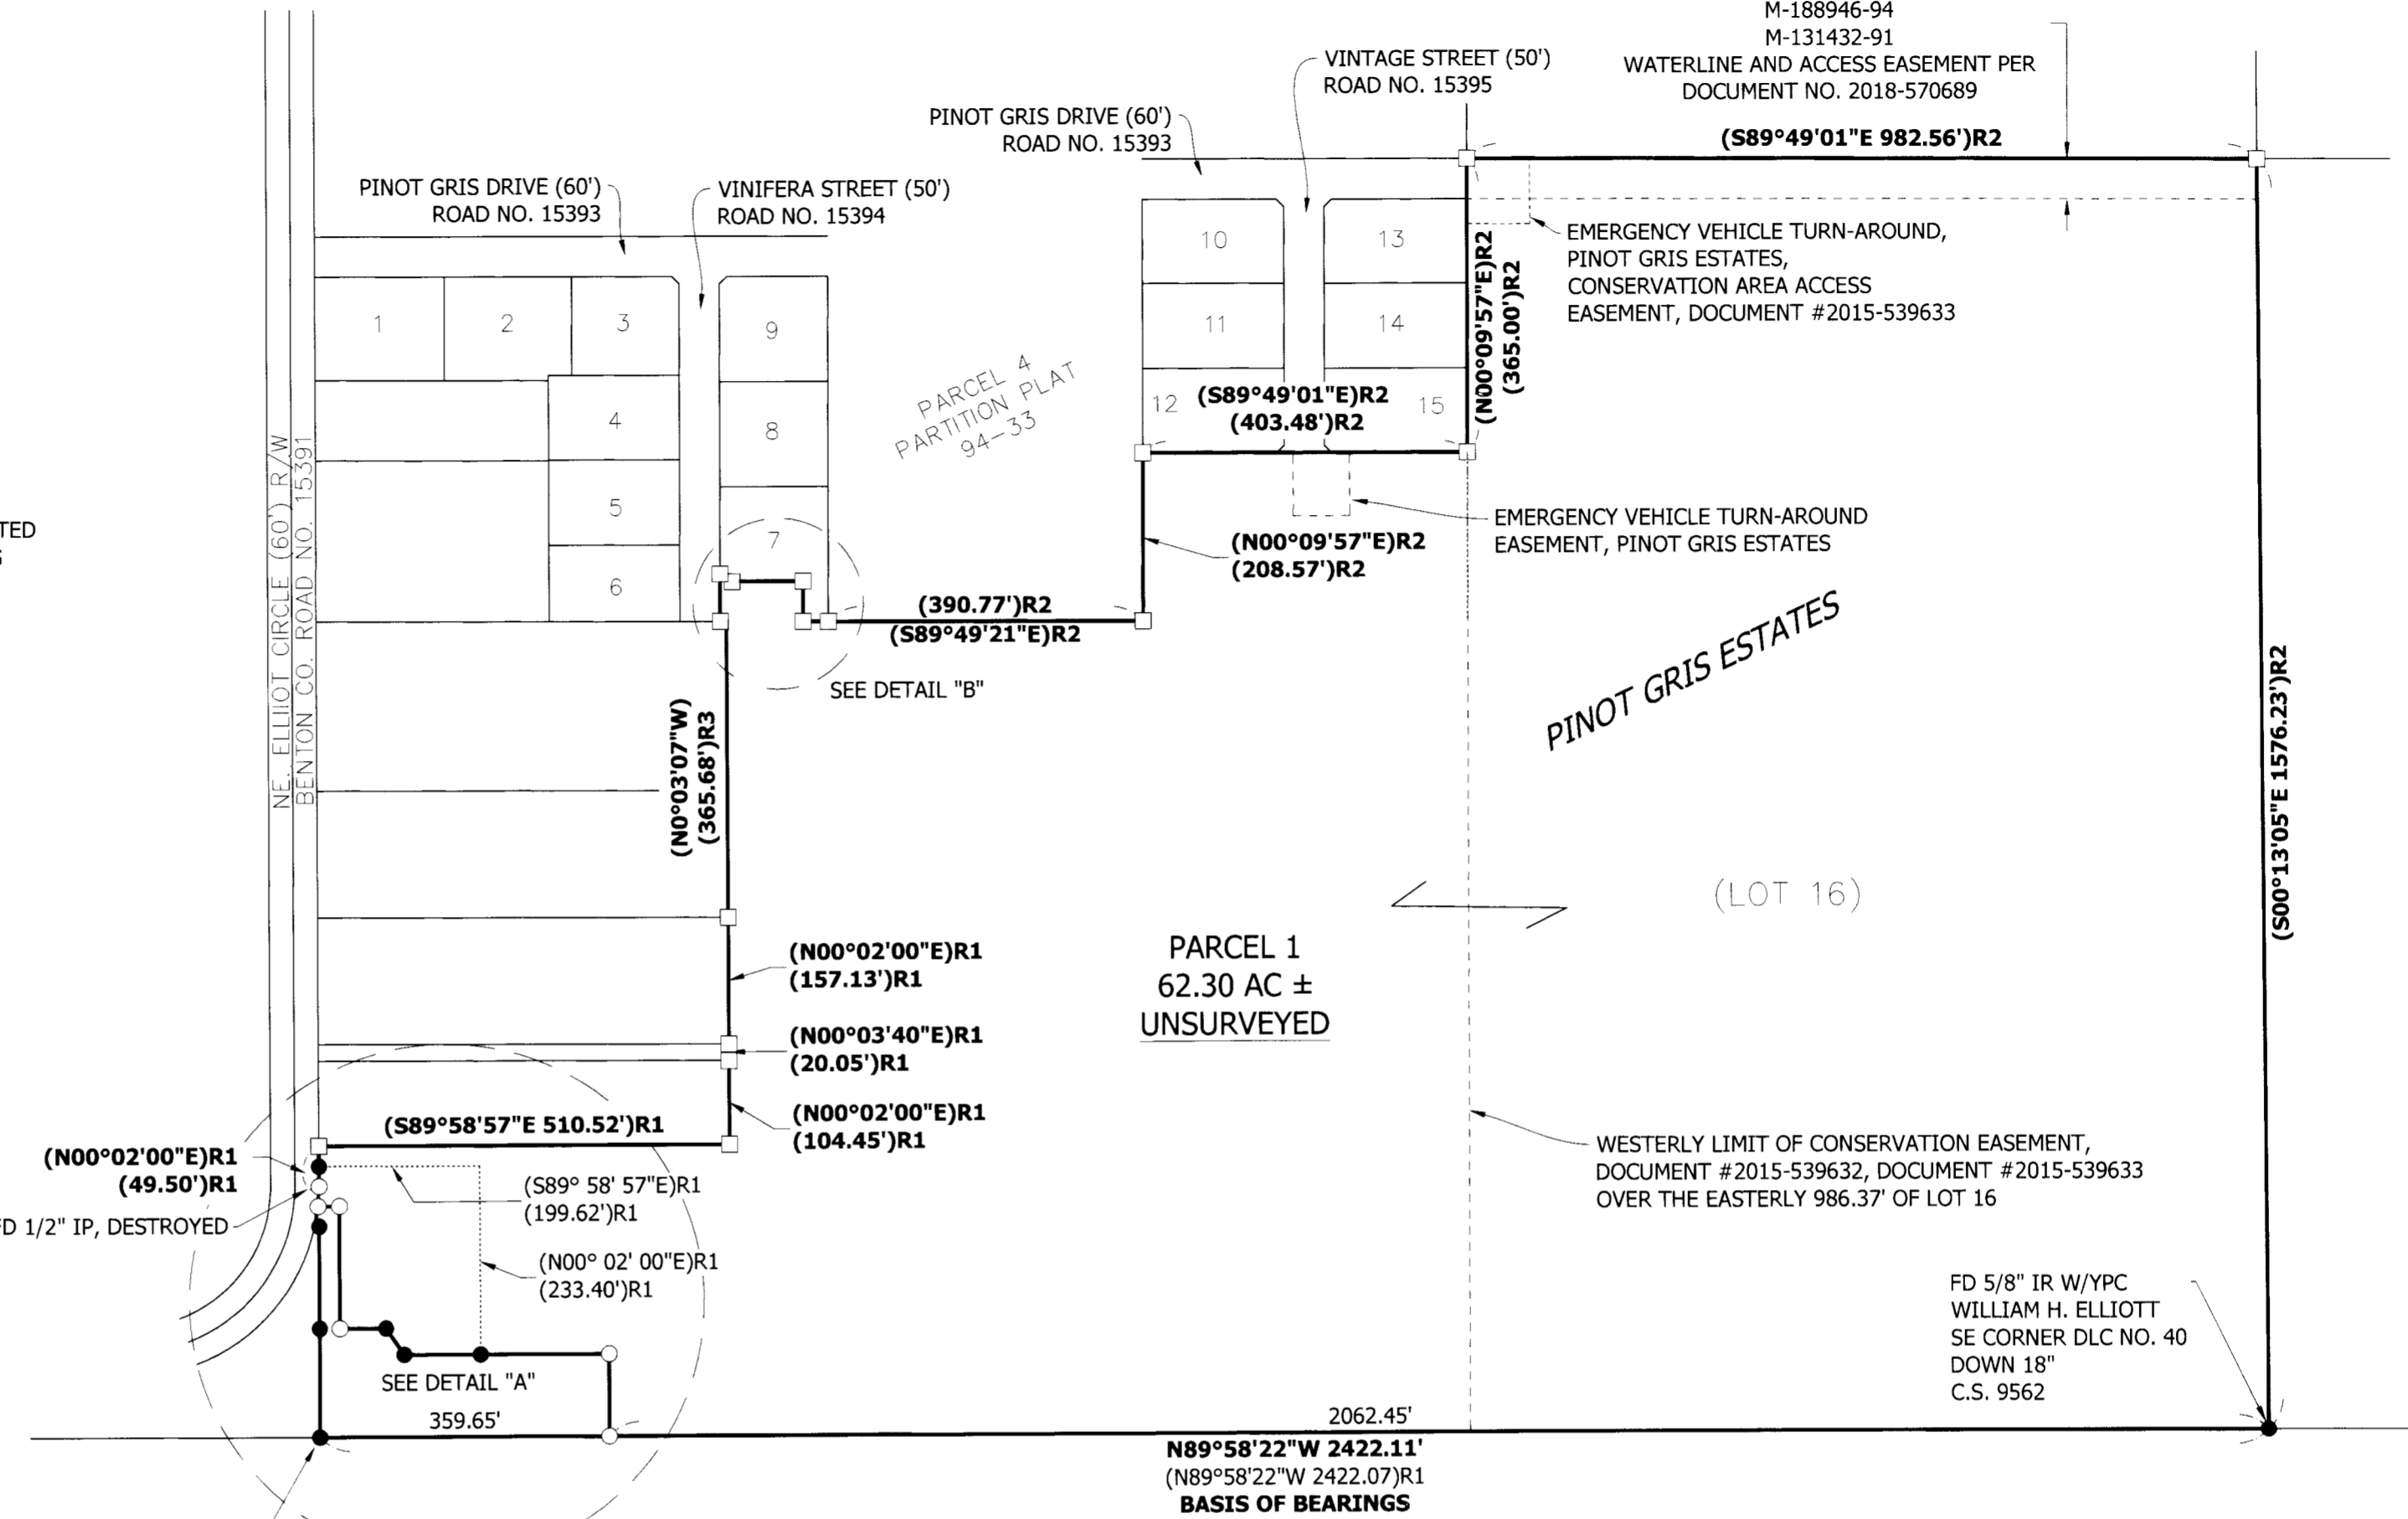 M-188946-94
M-131432-91
WATERLINE AND ACCESS EASEMENT PER
DOCUMENT NO. 2018-570689
(S89°49'01"E 982.56')R2
VINTAGE STREET (50')
ROAD NO. 15395
PINOT GRIS DRIVE (60')
ROAD NO. 15393
PINOT GRIS DRIVE (60')
ROAD NO. 15393
VINIFERA STREET (50')
ROAD NO. 15394
EMERGENCY VEHICLE TURN-AROUND,
PINOT GRIS ESTATES,
CONSERVATION AREA ACCESS
EASEMENT, DOCUMENT #2015-539633
10
13
11
14
12
(S89°49'01"E)R2
(403.48')R2
15
(N00°09'57"E)R2
(365.00')R2
1
2
3
9
4
8
5
7
6
PARCEL 4
PARTITION PLAT
94-33
NE. ELLIIOT CIRCLE (60') R/W
BENTON CO. ROAD NO. 15391
TED
EMERGENCY VEHICLE TURN-AROUND
EASEMENT, PINOT GRIS ESTATES
(N00°09'57"E)R2
(208.57')R2
(390.77')R2
(S89°49'21"E)R2
SEE DETAIL "B"
PINOT GRIS ESTATES
(S00°13'05"E 1576.23')R2
(N0°03'07"W)
(365.68')R3
(LOT 16)
PARCEL 1
62.30 AC ±
UNSURVEYED
(N00°02'00"E)R1
(157.13')R1
(N00°03'40"E)R1
(20.05')R1
(N00°02'00"E)R1
(104.45')R1
(S89°58'57"E 510.52')R1
(N00°02'00"E)R1
(49.50')R1
FD 1/2" IP, DESTROYED
(S89° 58' 57"E)R1
(199.62')R1
(N00° 02' 00"E)R1
(233.40')R1
WESTERLY LIMIT OF CONSERVATION EASEMENT,
DOCUMENT #2015-539632, DOCUMENT #2015-539633
OVER THE EASTERLY 986.37' OF LOT 16
FD 5/8" IR W/YPC
WILLIAM H. ELLIOTT
SE CORNER DLC NO. 40
DOWN 18"
C.S. 9562
SEE DETAIL "A"
359.65'
2062.45'
N89°58'22"W 2422.11'
(N89°58'22"W 2422.07)R1
BASIS OF BEARINGS